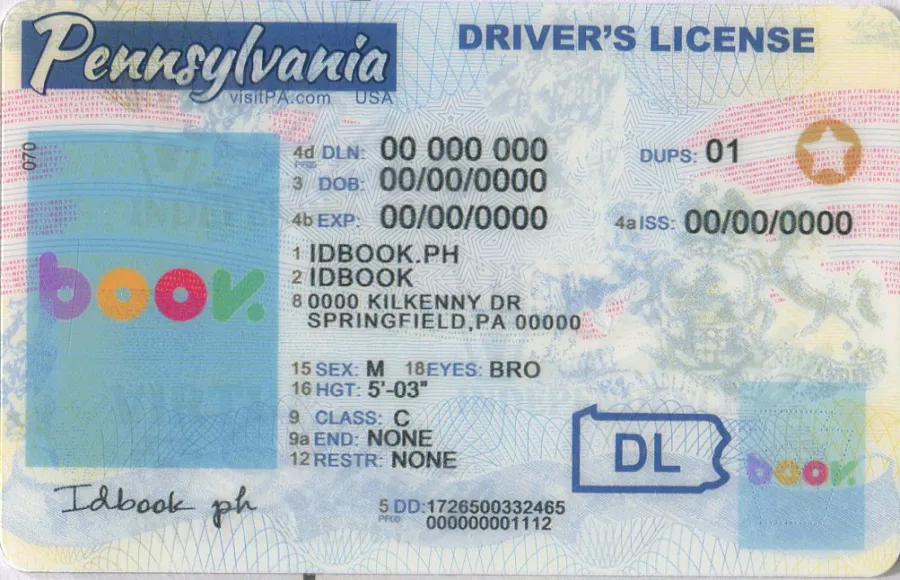 Pennsylvania
visitPA.com USA
DRIVER'S LICENSE
070
4d DLN: 00 000 000
DUPS: 01
3 DOB: 00/00/0000
4b EXP: 00/00/0000
4a ISS: 00/00/0000
1 IDBOOK.PH
2 IDBOOK
8 0000 KILKENNY DR
SPRINGFIELD,PA 00000
boov.
15 SEX: M 18 EYES: BRO
16 HGT: 5'-03"
9 CLASS: C
9a END: NONE
12 RESTR: NONE
DL
boov.
Idbook ph
5 DD:1726500332465
000000001112